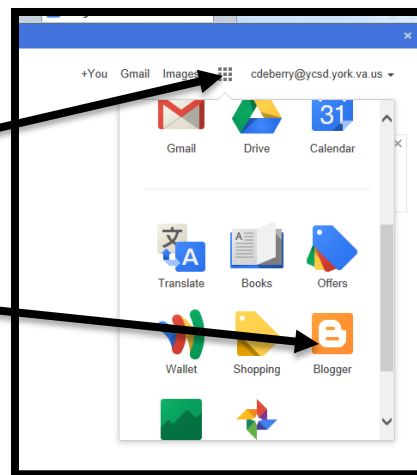 +You Gmail Images cdeberry@ycsd.york.va.us
31
Gmail Drive Calendar
文 A
Translate Books Offers
Wallet Shopping Blogger